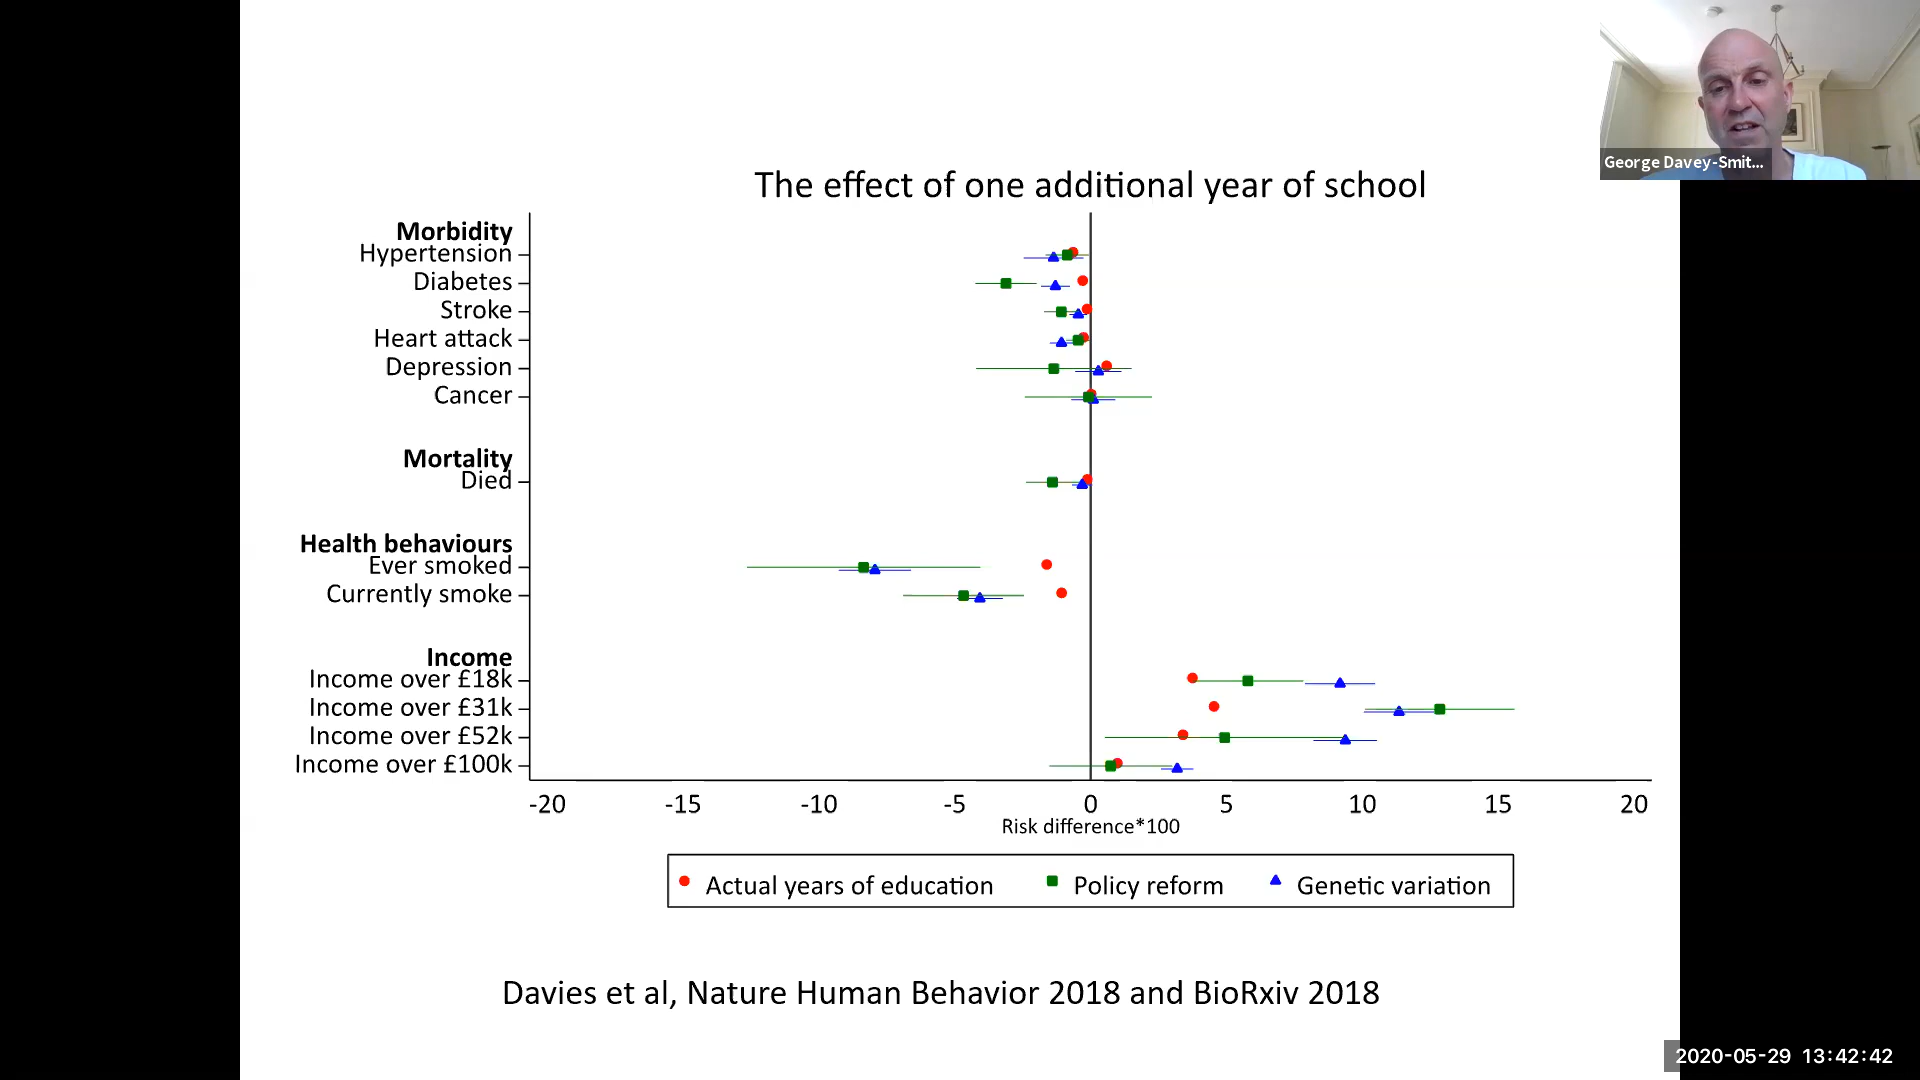 George Davey-Smit...
The effect of one additional year of school
Morbidity
Hypertension
Diabetes
Stroke
Heart attack
Depression
Cancer
Mortality
Died
Health behaviours
Ever smoked
Currently smoke
Income
Income over £18k
Income over £31k
Income over £52k
Income over £100k
-20 -15 -10 -5 0 5 10 15 20
Risk difference*100
Actual years of education Policy reform Genetic variation
Davies et al, Nature Human Behavior 2018 and BioRxiv 2018
2020-05-29 13:42:42